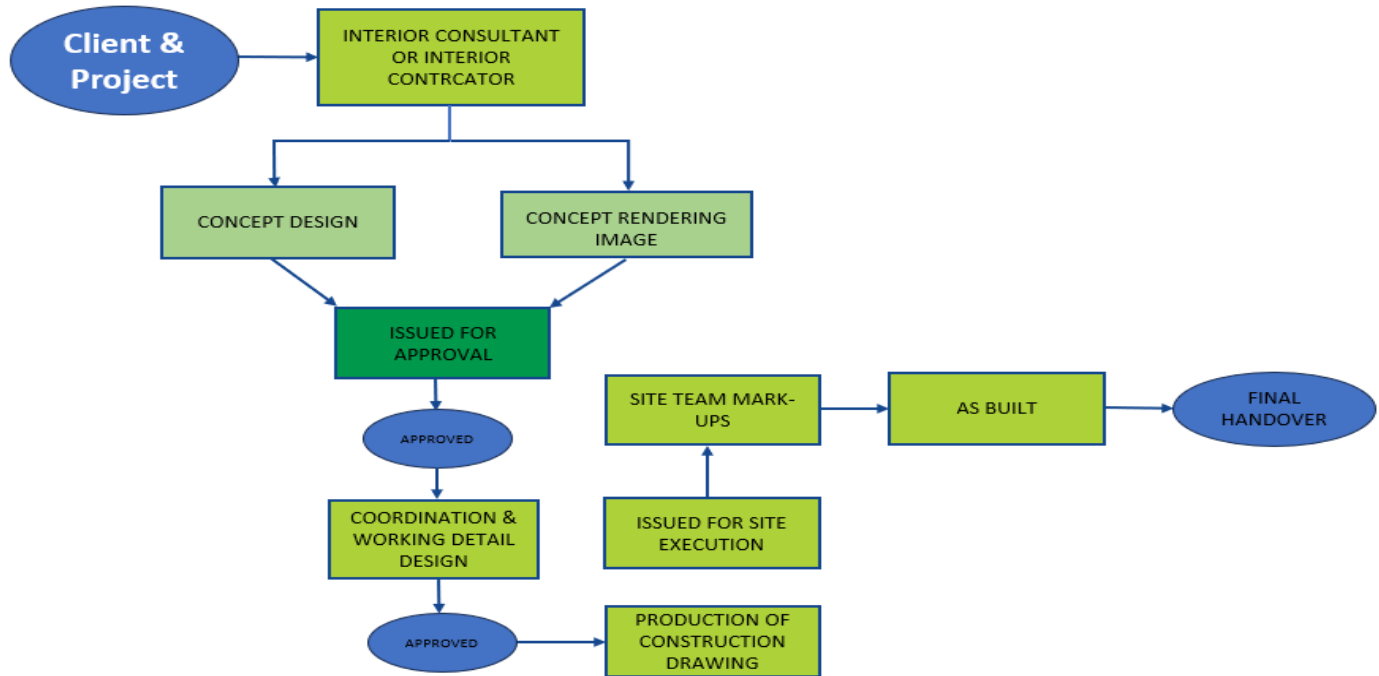 Client &
Project
INTERIOR CONSULTANT
OR INTERIOR
CONTRCATOR
CONCEPT DESIGN
CONCEPT RENDERING
IMAGE
ISSUED FOR
APPROVAL
APPROVED
COORDINATION &
WORKING DETAIL
DESIGN
APPROVED
PRODUCTION OF
CONSTRUCTION
DRAWING
ISSUED FOR SITE
EXECUTION
SITE TEAM MARK-
UPS
AS BUILT
FINAL
HANDOVER